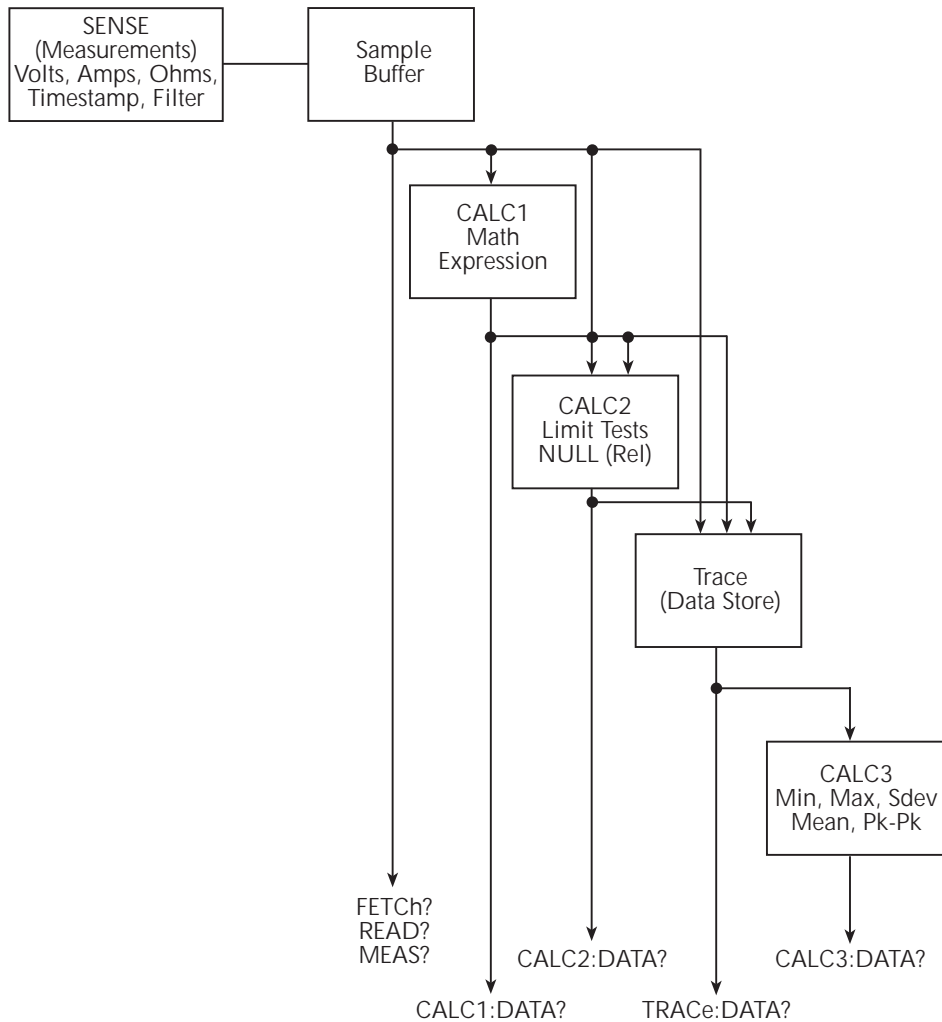 SENSE
(Measurements)
Volts, Amps, Ohms,
Timestamp, Filter
Sample
Buffer
CALC1
Math
Expression
CALC2
Limit Tests
NULL (Rel)
Trace
(Data Store)
CALC3
Min, Max, Sdev
Mean, Pk-Pk
FETCh?
READ?
MEAS?
CALC2:DATA?
CALC3:DATA?
CALC1:DATA?
TRACe:DATA?